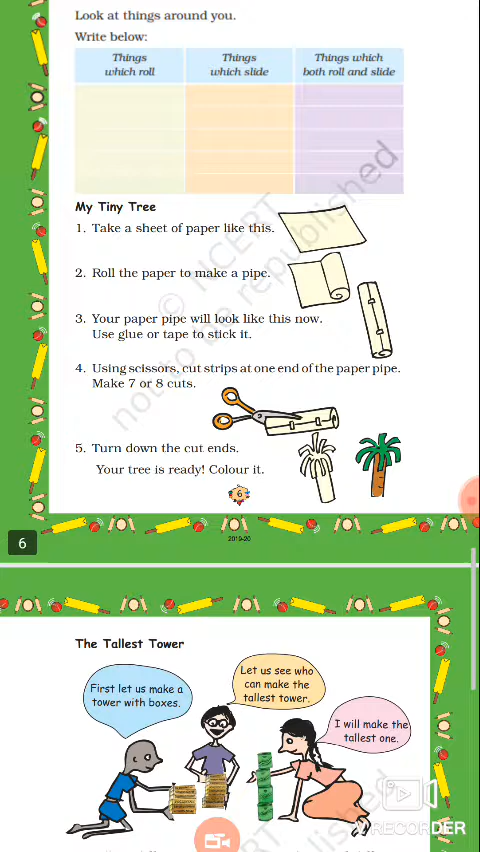 Look at things around you.
Write below:
Things which roll
Things which slide
Things which both roll and slide
My Tiny Tree
1. Take a sheet of paper like this.
2. Roll the paper to make a pipe.
3. Your paper pipe will look like this now.
Use glue or tape to stick it.
4. Using scissors, cut strips at one end of the paper pipe.
Make 7 or 8 cuts.
5. Turn down the cut ends.
Your tree is ready! Colour it.
6
2019-20
6
© NCERT
not to be republished
The Tallest Tower
First let us make a
tower with boxes.
Let us see who
can make the
tallest tower.
I will make the
tallest one.
RECORDER